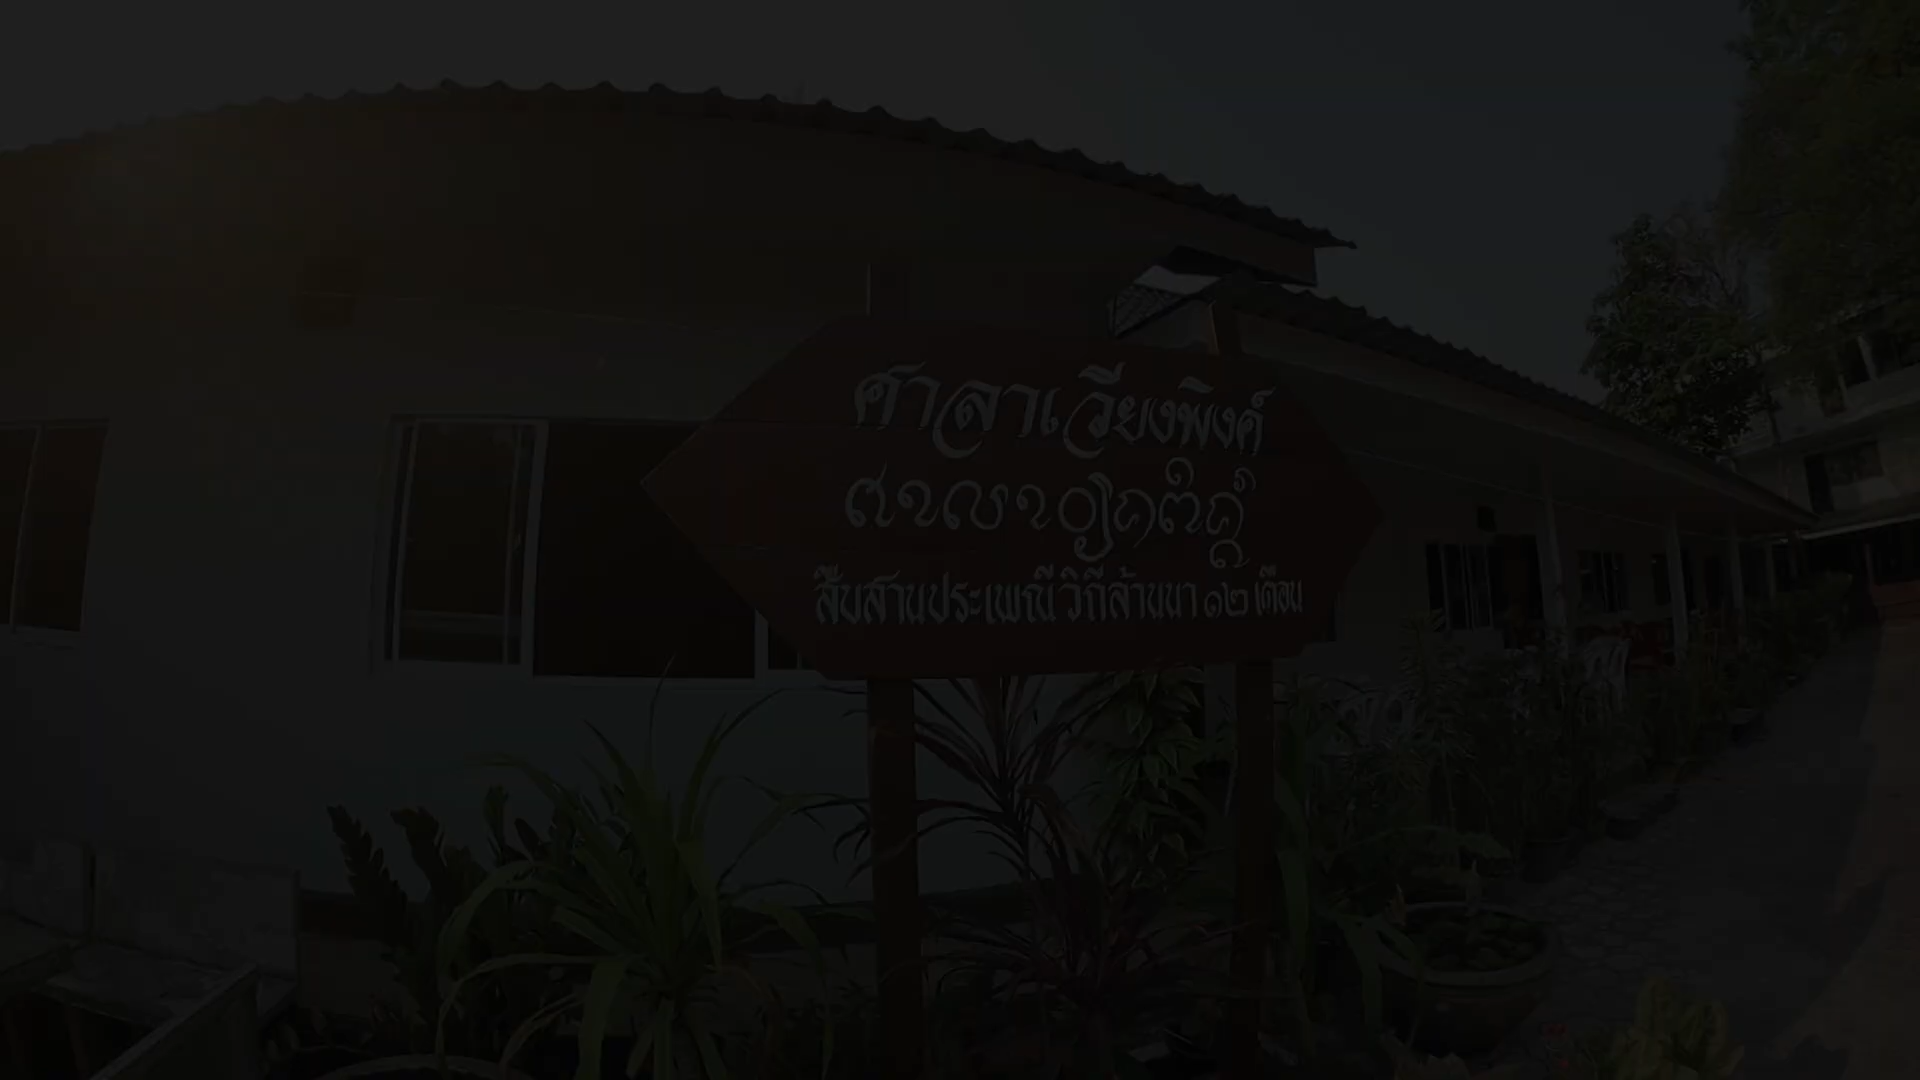 ศาลาเวียงพิงค์
ᩈᩣᩃᩣᩅ᩠ᨿᨦᨻᩥᨦ᩠ᨣ᩺
สืบสานประเพณี วิถีล้านนา ๑๒ เดือน